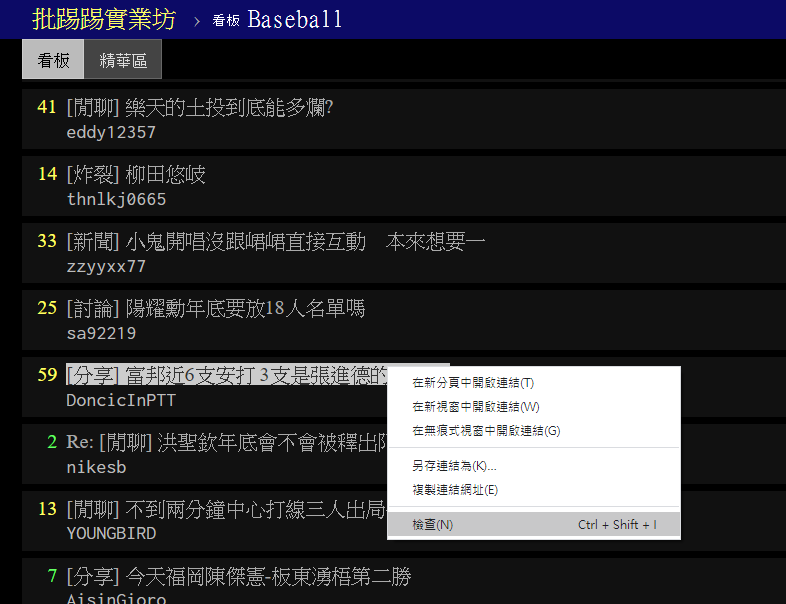 批踢踢實業坊 › 看板 Baseball
看板 精華區
41 [閒聊] 樂天的土投到底能多爛?
eddy12357
14 [炸裂] 柳田悠岐
thnlkj0665
33 [新聞] 小鬼開唱沒跟峮峮直接互動 本來想要一
zzyyxx77
25 [討論] 陽耀勳年底要放18人名單嗎
sa92219
59 [分享] 富邦近6支安打 3支是張進德的
DoncicInPTT
2 Re: [閒聊] 洪聖欽年底會不會被釋出
nikesb
13 [閒聊] 不到兩分鐘中心打線三人出局
YOUNGBIRD
7 [分享] 今天福岡陳傑憲-板東湧梧第二勝
AisinGioro
在新分頁中開啟連結(T)
在新視窗中開啟連結(W)
在無痕式視窗中開啟連結(G)
另存連結為(K)...
複製連結網址(E)
檢查(N) Ctrl + Shift + I